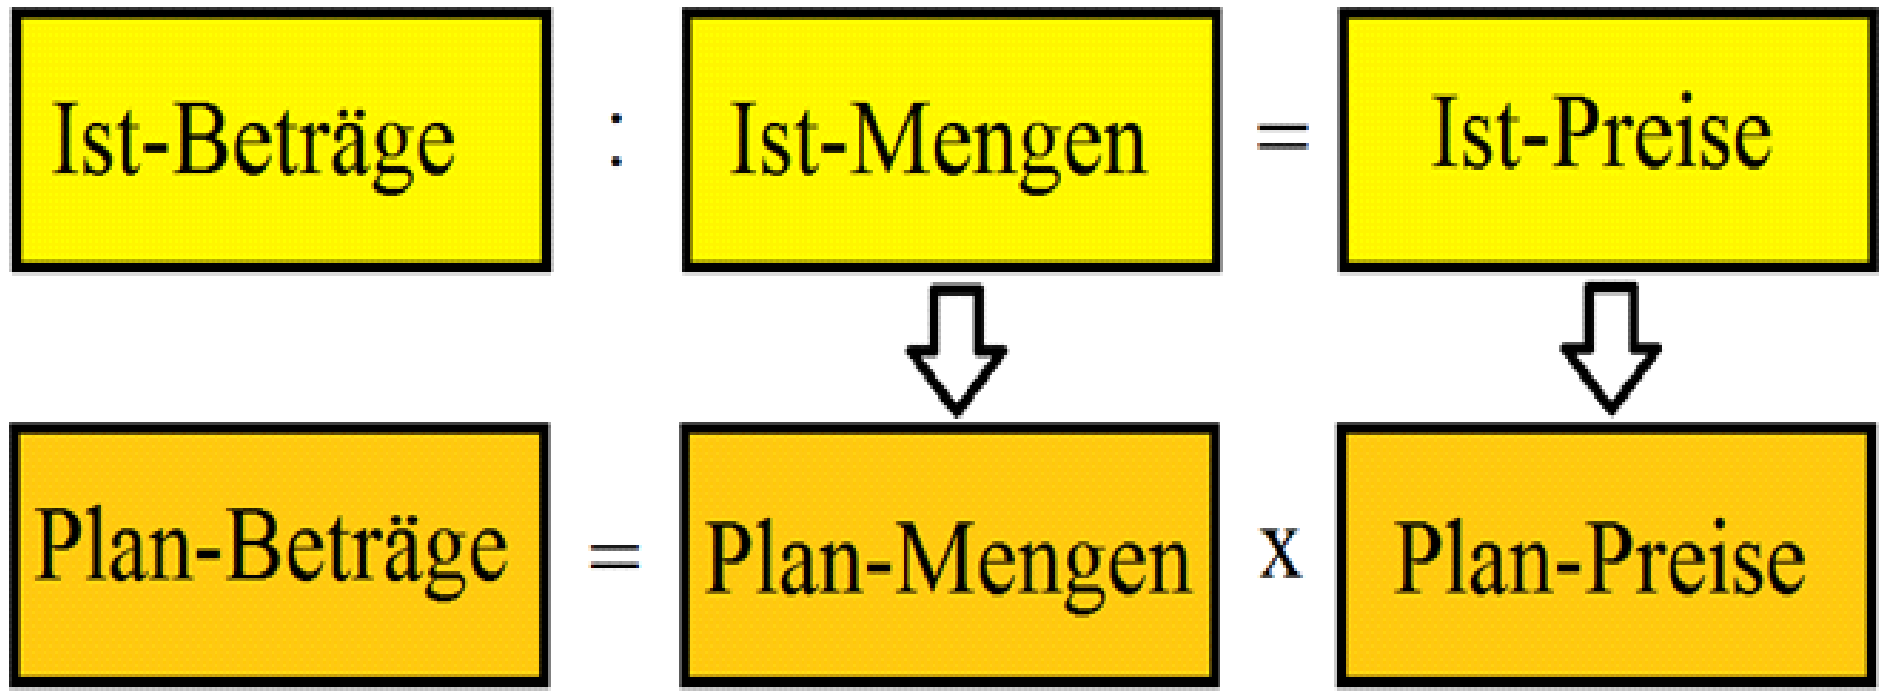 Ist-Beträge : Ist-Mengen = Ist-Preise
Plan-Beträge = Plan-Mengen x Plan-Preise